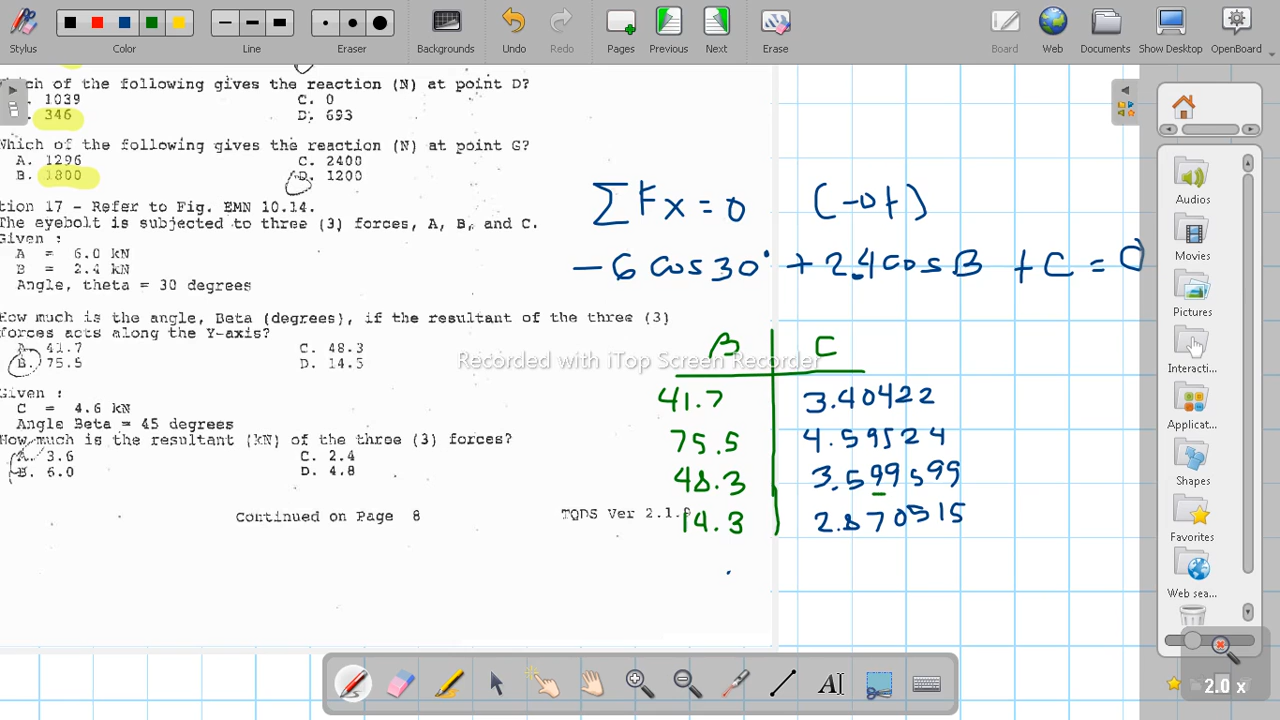 Stylus Color Line Eraser Backgrounds Undo Redo Pages Previous Next Erase Board Web Documents Show Desktop OpenBoard
ch of the following gives the reaction (N) at point D?
1039 C. 0
346 D. 693
Which of the following gives the reaction (N) at point G?
A. 1296 C. 2400
B. 1800 D. 1200
tion 17 - Refer to Fig. EMN 10.14.
The eyebolt is subjected to three (3) forces, A, B, and C.
Given :
A = 6.0 kN
B = 2.4 kN
Angle, theta = 30 degrees
How much is the angle, Beta (degrees), if the resultant of the three (3)
forces acts along the Y-axis?
A. 41.7 C. 48.3
B. 75.5 D. 14.5
Given :
C = 4.6 kN
Angle Beta = 45 degrees
How much is the resultant (kN) of the three (3) forces?
A. 3.6 C. 2.4
B. 6.0 D. 4.8
Continued on Page 8 TQDS Ver 2.1.
∑Fx = 0 (→+)
-6 cos30° + 2.4cosB + C = 0
β C
41.7 3.40422
75.5 4.59524
48.3 3.599599
14.3 2.870515
Recorded with iTop Screen Recorder
Audios
Movies
Pictures
Interacti...
Applicat...
Shapes
Favorites
Web sea...
2.0 x